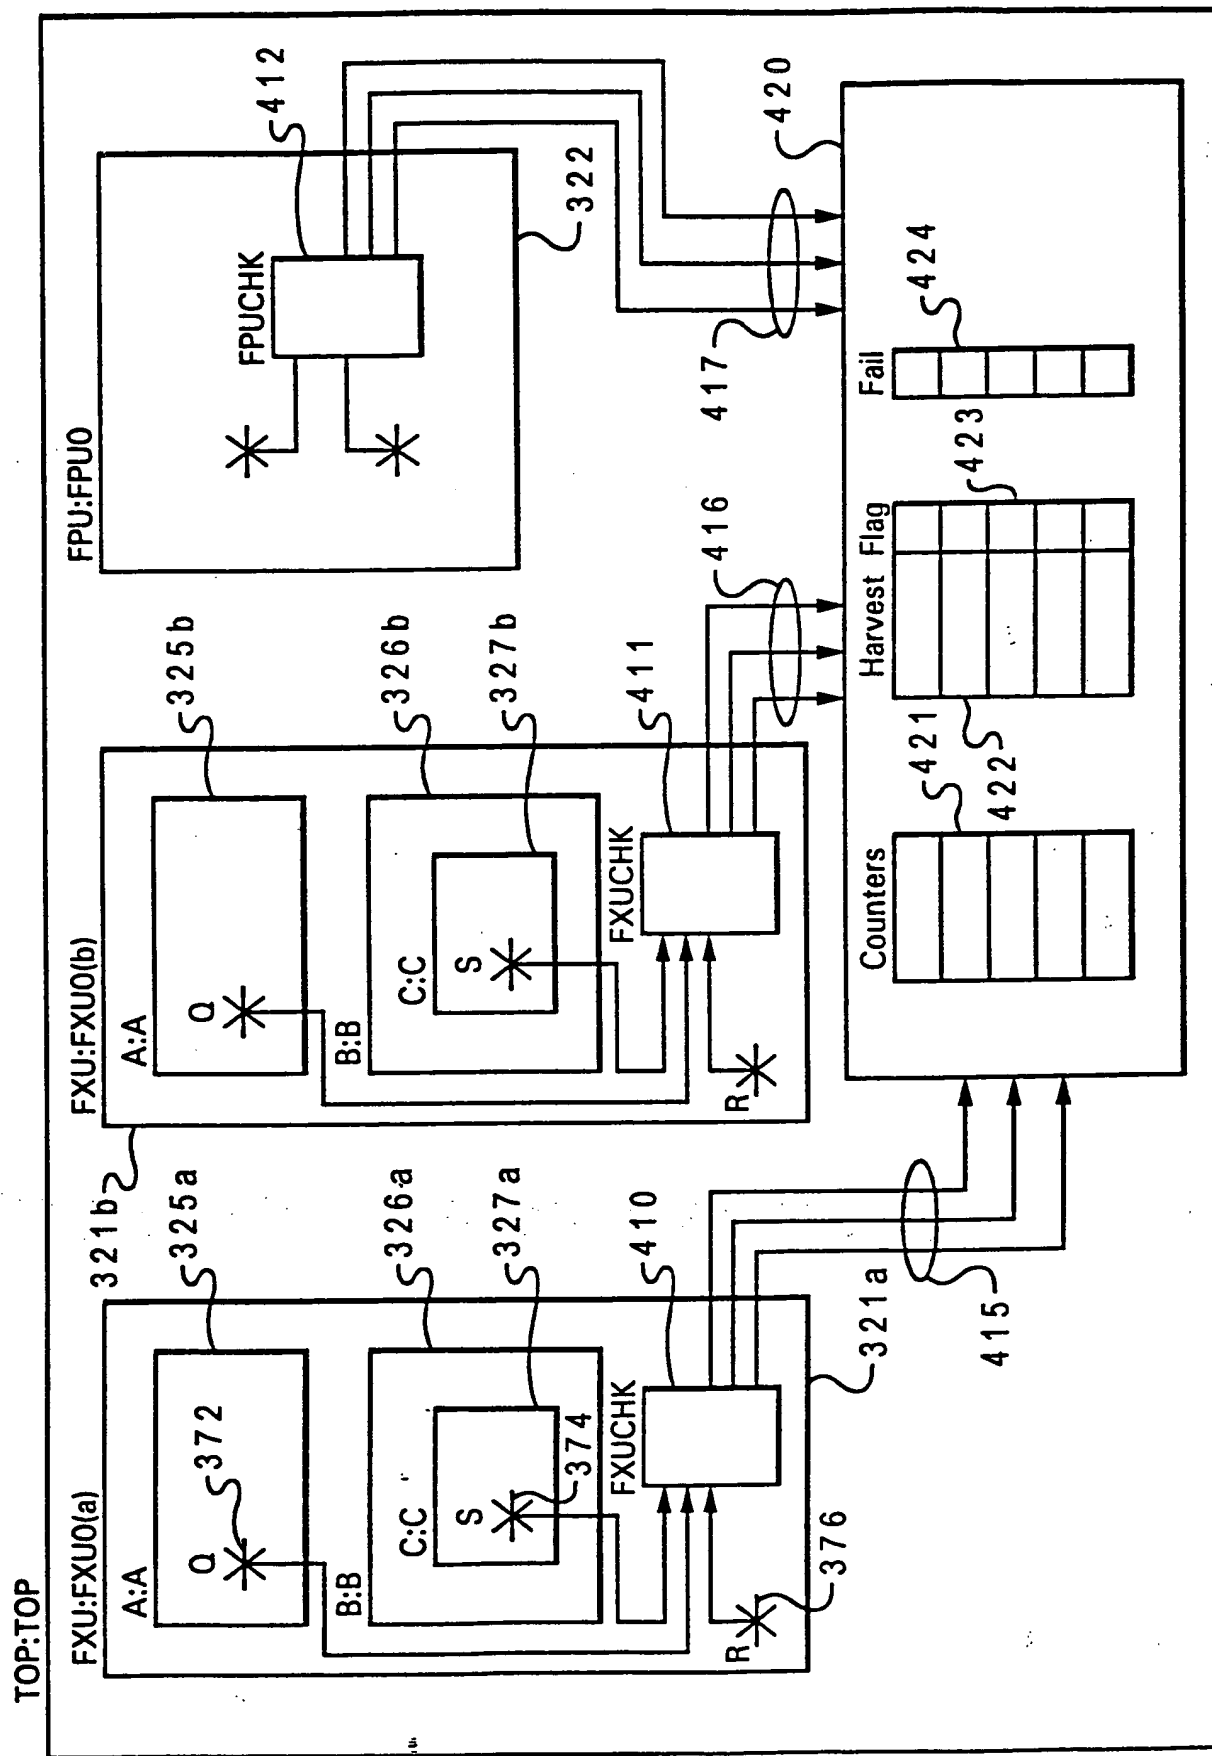 TOP:TOP
FXU:FXU0(a)
A:A
Q
372
325a
B:B
C:C
S
374
326a
327a
FXUCHK
410
R
376
321a
415
321b
FXU:FXU0(b)
A:A
Q
325b
B:B
C:C
S
326b
327b
FXUCHK
411
R
416
FPU:FPU0
FPUCHK
412
322
417
420
Counters
421
Harvest Flag
422
423
Fail
424